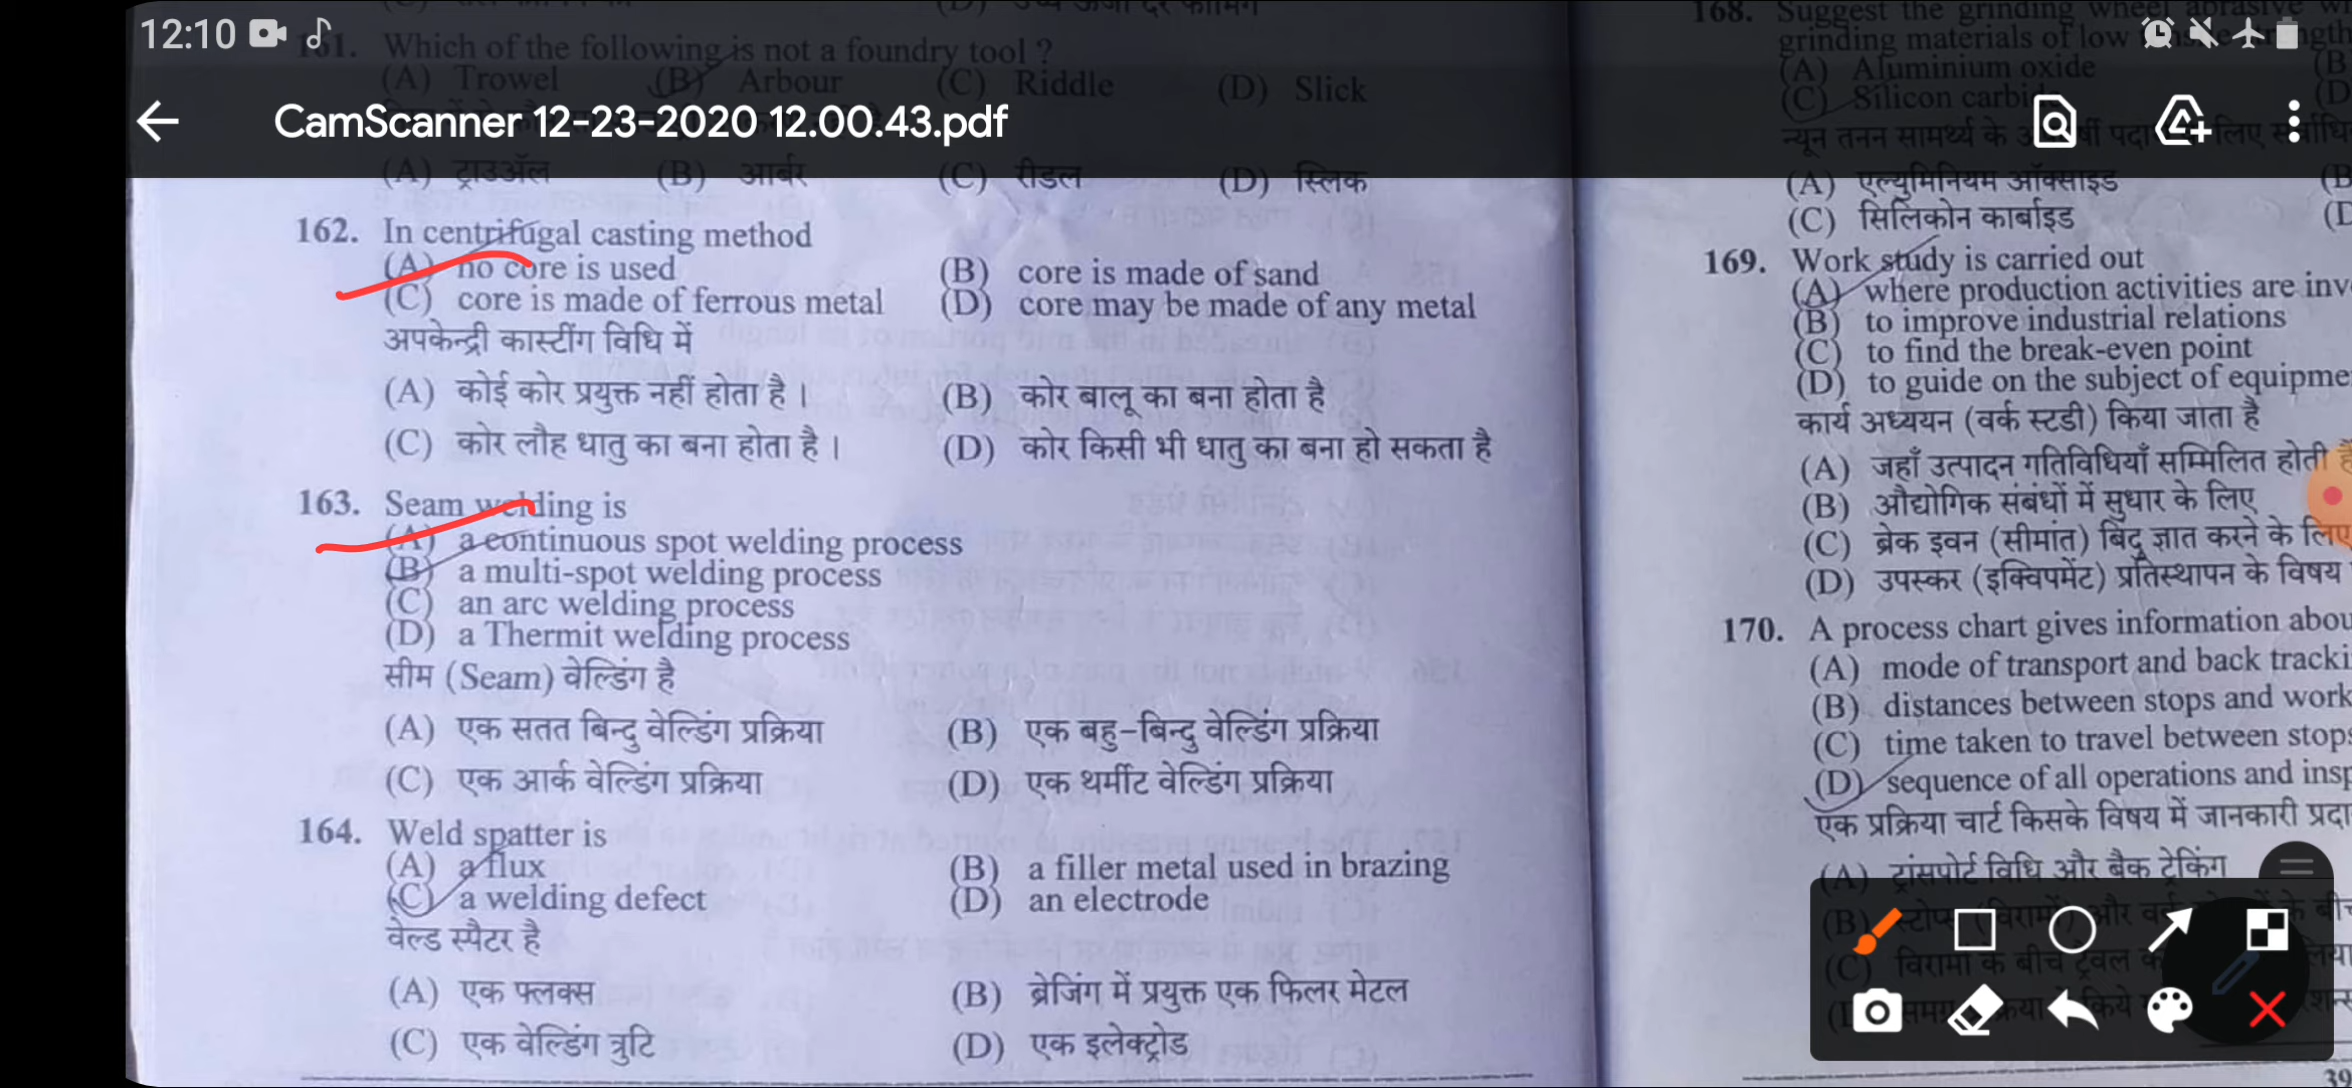 12:10
CamScanner 12-23-2020 12.00.43.pdf
161. Which of the following is not a foundry tool ?
(A) Trowel (B) Arbour (C) Riddle (D) Slick
(A) ट्राउअॅल (B) आर्बर (C) रीडल (D) स्लिक
162. In centrifugal casting method
(A) no core is used (B) core is made of sand
(C) core is made of ferrous metal (D) core may be made of any metal
अपकेन्द्री कास्टींग विधि में
(A) कोई कोर प्रयुक्त नहीं होता है । (B) कोर बालू का बना होता है
(C) कोर लौह धातु का बना होता है । (D) कोर किसी भी धातु का बना हो सकता है
163. Seam welding is
(A) a continuous spot welding process
(B) a multi-spot welding process
(C) an arc welding process
(D) a Thermit welding process
सीम (Seam) वेल्डिंग है
(A) एक सतत बिन्दु वेल्डिंग प्रक्रिया (B) एक बहु-बिन्दु वेल्डिंग प्रक्रिया
(C) एक आर्क वेल्डिंग प्रक्रिया (D) एक थर्मीट वेल्डिंग प्रक्रिया
164. Weld spatter is
(A) a flux (B) a filler metal used in brazing
(C) a welding defect (D) an electrode
वेल्ड स्पैटर है
(A) एक फ्लक्स (B) ब्रेजिंग में प्रयुक्त एक फिलर मेटल
(C) एक वेल्डिंग त्रुटि (D) एक इलेक्ट्रोड
168. Suggest the grinding wheel abrasive
grinding materials of low
(A) Aluminium oxide (B
(C) Silicon carbide (D
न्यून तनन सामर्थ्य के लिए
(A) एल्युमिनियम ऑक्साइड (B
(C) सिलिकोन कार्बाइड (D
169. Work study is carried out
(A) where production activities are inv
(B) to improve industrial relations
(C) to find the break-even point
(D) to guide on the subject of equipme
कार्य अध्ययन (वर्क स्टडी) किया जाता है
(A) जहाँ उत्पादन गतिविधियाँ सम्मिलित होती
(B) औद्योगिक संबंधों में सुधार के लिए
(C) ब्रेक इवन (सीमांत) बिंदु ज्ञात करने के लिए
(D) उपस्कर (इक्विपमेंट) प्रतिस्थापन के विषय
170. A process chart gives information abou
(A) mode of transport and back tracki
(B) distances between stops and work
(C) time taken to travel between stops
(D) sequence of all operations and insp
एक प्रक्रिया चार्ट किसके विषय में जानकारी प्रदा
(A) ट्रांसपोर्ट विधि और बैक ट्रेकिंग
(B) स्टोप्स (विरामों) और
(C) विरामों के बीच ट्रेवल
39